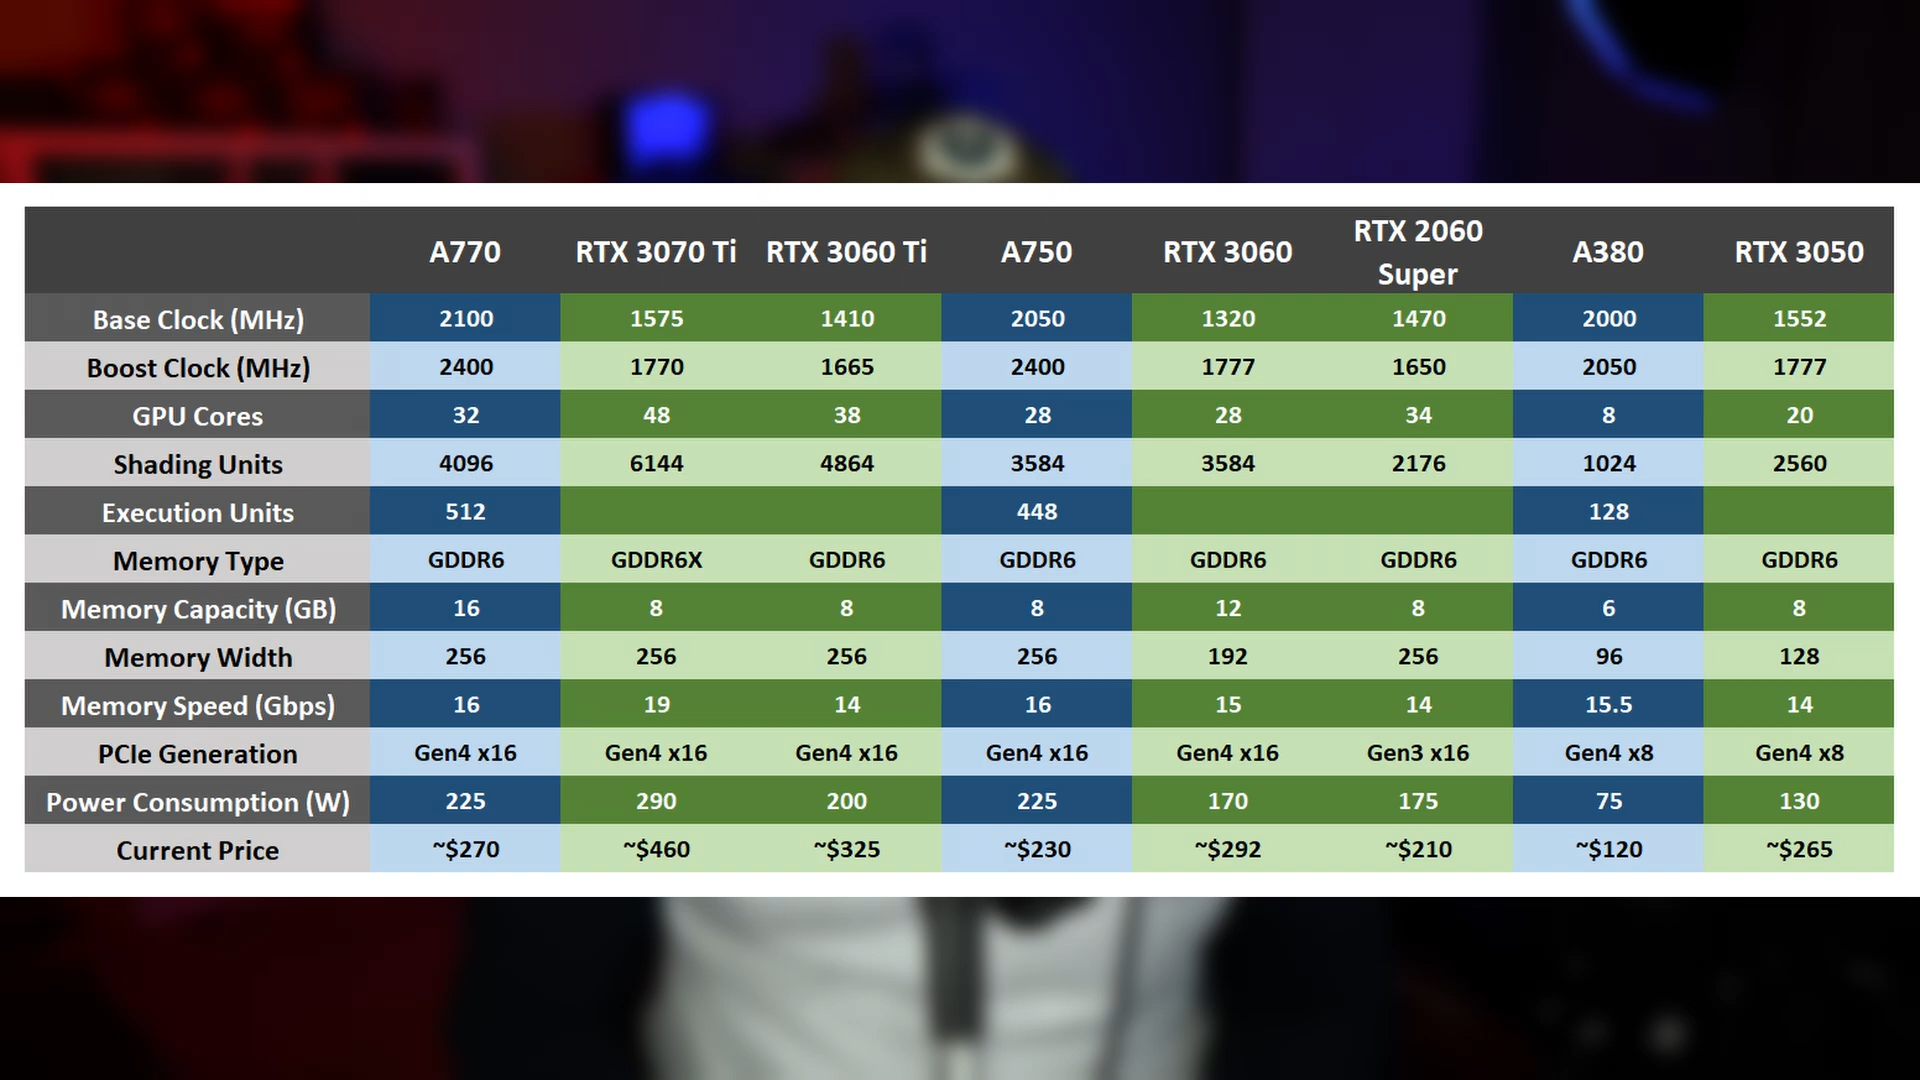 A770 RTX 3070 Ti RTX 3060 Ti A750 RTX 3060 RTX 2060 Super A380 RTX 3050
Base Clock (MHz) 2100 1575 1410 2050 1320 1470 2000 1552
Boost Clock (MHz) 2400 1770 1665 2400 1777 1650 2050 1777
GPU Cores 32 48 38 28 28 34 8 20
Shading Units 4096 6144 4864 3584 3584 2176 1024 2560
Execution Units 512 448 128
Memory Type GDDR6 GDDR6X GDDR6 GDDR6 GDDR6 GDDR6 GDDR6 GDDR6
Memory Capacity (GB) 16 8 8 8 12 8 6 8
Memory Width 256 256 256 256 192 256 96 128
Memory Speed (Gbps) 16 19 14 16 15 14 15.5 14
PCIe Generation Gen4 x16 Gen4 x16 Gen4 x16 Gen4 x16 Gen4 x16 Gen3 x16 Gen4 x8 Gen4 x8
Power Consumption (W) 225 290 200 225 170 175 75 130
Current Price ~$270 ~$460 ~$325 ~$230 ~$292 ~$210 ~$120 ~$265